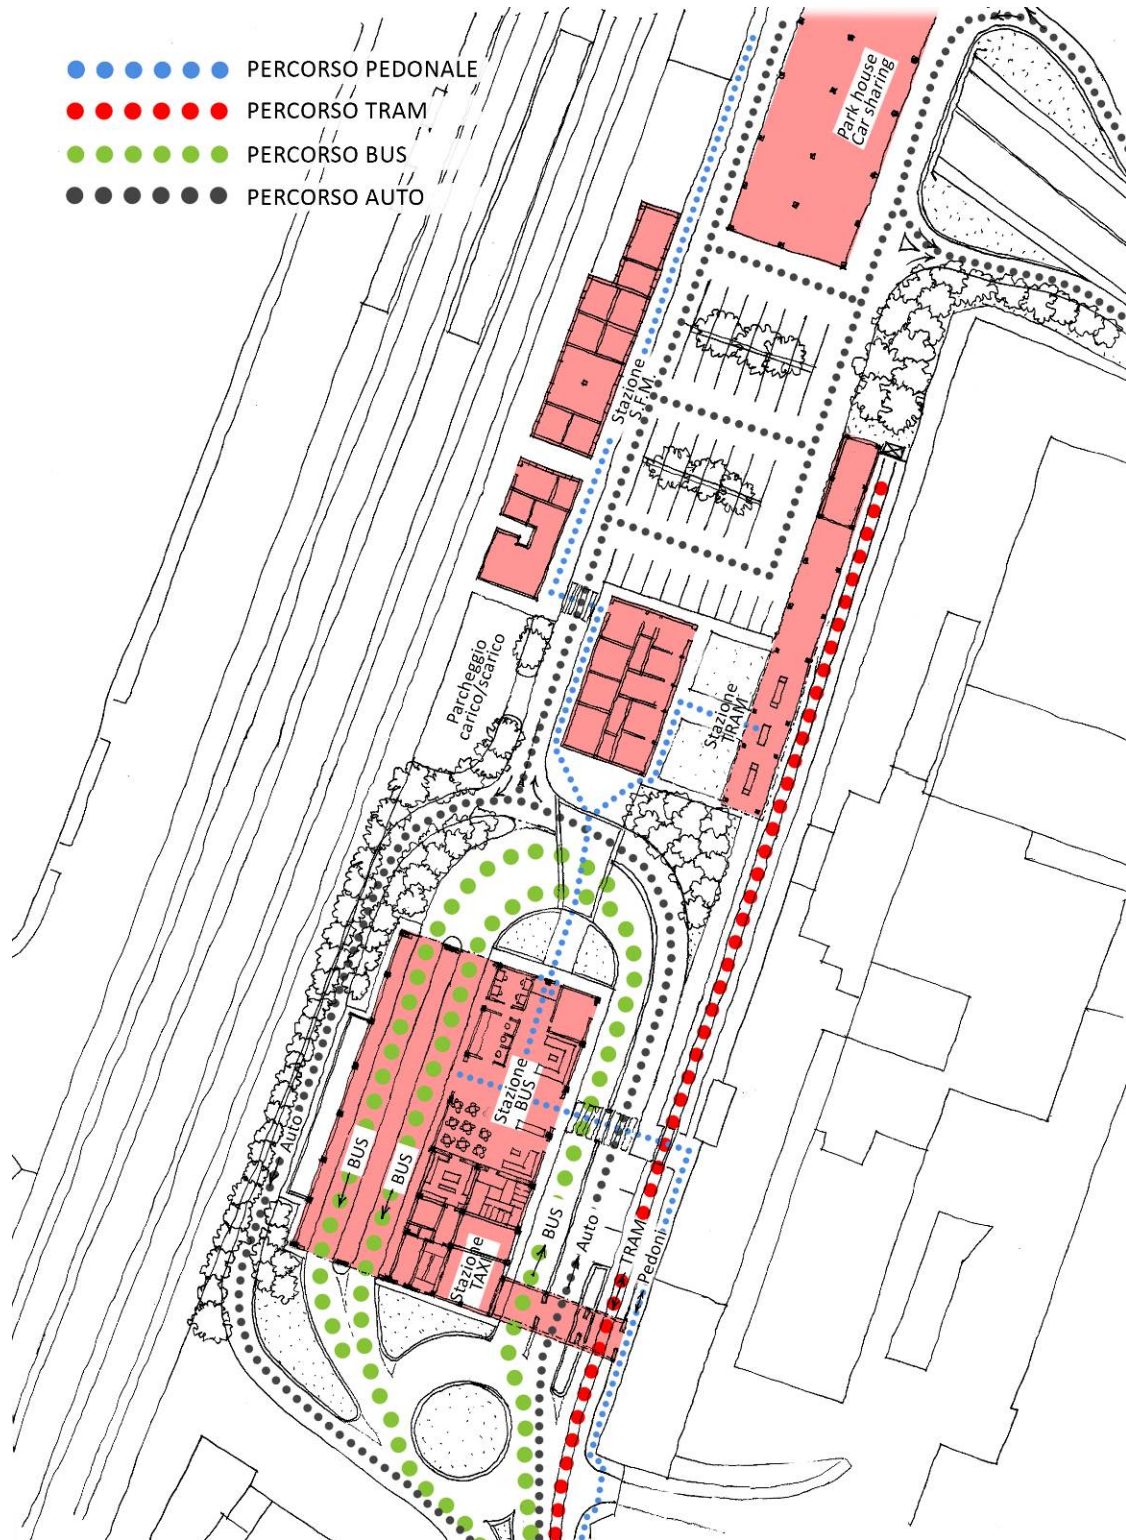 PERCORSO PEDONALE
PERCORSO TRAM
PERCORSO BUS
PERCORSO AUTO
Park house
Car sharing
Stazione
S.F.M.
Parcheggio
carico/scarico
Stazione
TRAM
Stazione
BUS
Auto
BUS
BUS
BUS
Auto
TRAM
Pedoni
Stazione
TAXI